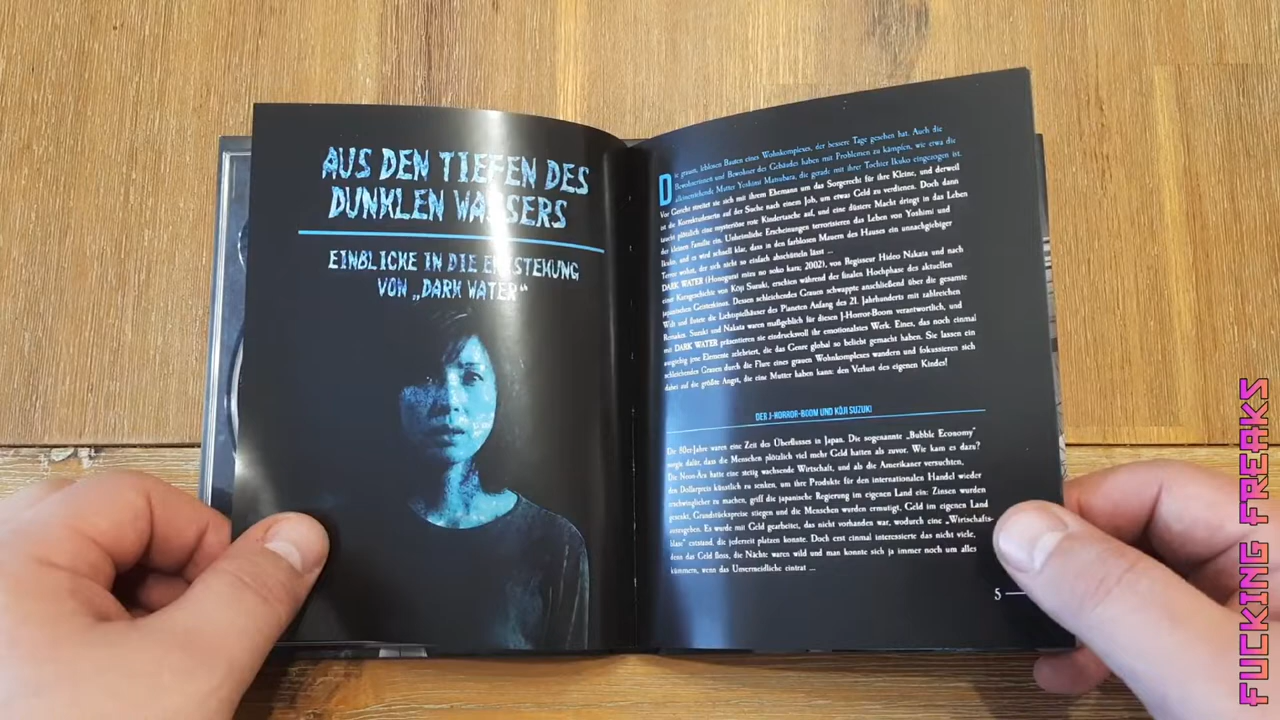 AUS DEN TIEFEN DES
DUNKLEN WASSERS
EINBLICKE IN DIE ENTSTEHUNG
VON „DARK WATER“
Die grauen, leblosen Bauten eines Wohnkomplexes, der bessere Tage gesehen hat. Auch die
Bewohnerinnen und Bewohner des Gebäudes haben mit Problemen zu kämpfen, wie etwa die
alleinerziehende Mutter Yoshimi Matsubara, die gerade mit ihrer Tochter Ikuko eingezogen ist.
Vor Gericht streitet sie sich mit ihrem Ehemann um das Sorgerecht für ihre Kleine, und derweil
ist die Korrekturleserin auf der Suche nach einem Job, um etwas Geld zu verdienen. Doch dann
taucht plötzlich eine mysteriöse rote Kindertasche auf, und eine düstere Macht dringt in das Leben
der kleinen Familie ein. Unheimliche Erscheinungen terrorisieren das Leben von Yoshimi und
Ikuko, und es wird schnell klar, dass in den farblosen Mauern des Hauses ein unnachgiebiger
Terror wohnt, der sich nicht so einfach abschütteln lässt ...
DARK WATER (Honogurai mizu no soko kara; 2002), von Regisseur Hideo Nakata und nach
einer Kurzgeschichte von Kōji Suzuki, erschien während der finalen Hochphase des aktuellen
japanischen Geisterkinos. Dessen schleichendes Grauen schwappte anschließend über die gesamte
Welt und flutete die Lichtspielhäuser des Planeten Anfang des 21. Jahrhunderts mit zahlreichen
Remakes. Suzuki und Nakata waren maßgeblich für diesen J-Horror-Boom verantwortlich, und
mit DARK WATER präsentieren sie eindrucksvoll ihr emotionalstes Werk. Eines, das noch einmal
ausgiebig jene Elemente zelebriert, die das Genre global so beliebt gemacht haben. Sie lassen ein
schleichendes Grauen durch die Flure eines grauen Wohnkomplexes wandern und fokussieren sich
dabei auf die größte Angst, die eine Mutter haben kann: den Verlust des eigenen Kindes!
DER J-HORROR-BOOM UND KŌJI SUZUKI
Die 80er-Jahre waren eine Zeit des Überflusses in Japan. Die sogenannte „Bubble Economy“
sorgte dafür, dass die Menschen plötzlich viel mehr Geld hatten als zuvor. Wie kam es dazu?
Die Noon-Ära hatte eine stetig wachsende Wirtschaft, und als die Amerikaner versuchten,
den Dollarpreis künstlich zu senken, um ihre Produkte für den internationalen Handel wieder
erschwinglicher zu machen, griff die japanische Regierung im eigenen Land ein: Zinsen wurden
gesenkt, Grundstückspreise stiegen und die Menschen wurden ermutigt, Geld im eigenen Land
auszugeben. Es wurde mit Geld gearbeitet, das nicht vorhanden war, wodurch eine „Wirtschafts-
blase“ entstand, die jederzeit platzen konnte. Doch erst einmal interessierte das nicht viele,
denn das Geld floss, die Nächte waren wild und man konnte sich ja immer noch um alles
kümmern, wenn das Unvermeidliche eintrat ...
5
FUCKING FREAKS